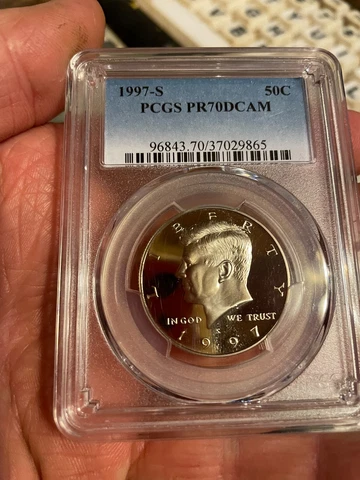 1997-S 50C
PCGS PR70DCAM
96843.70/37029865
LIBERTY
IN GOD WE TRUST
S
1997